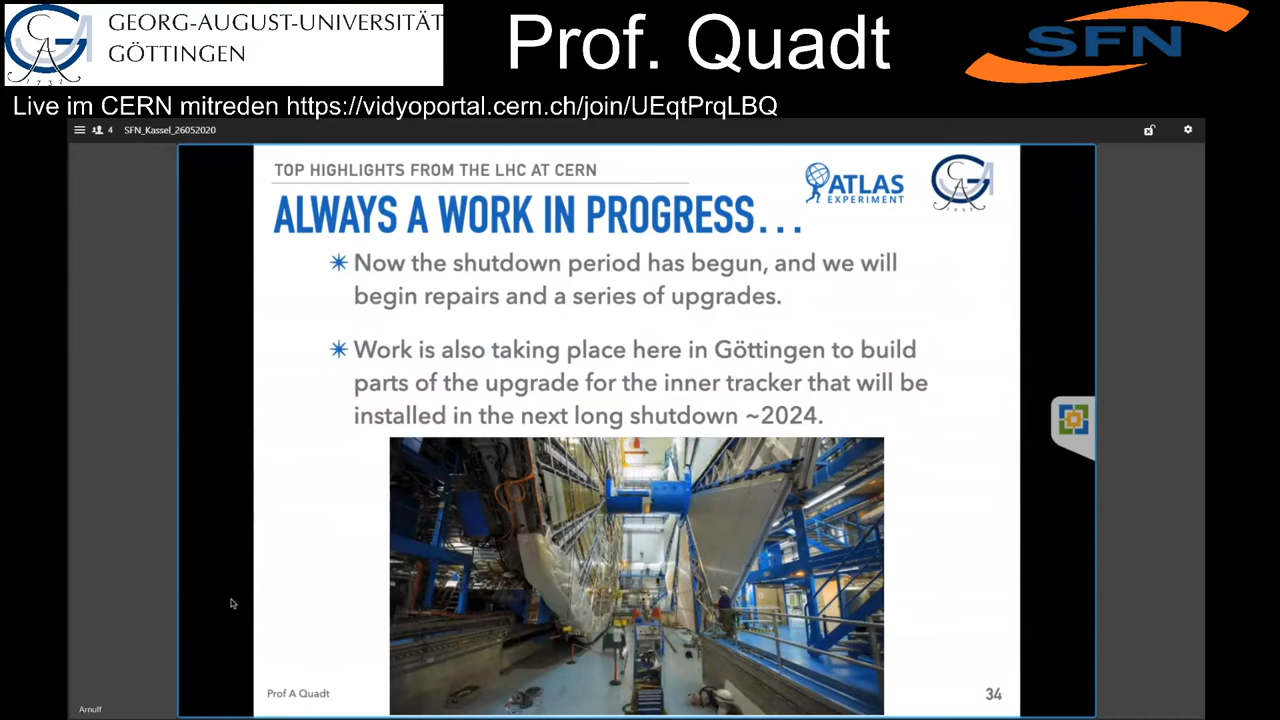 GEORG-AUGUST-UNIVERSITÄT
GÖTTINGEN
Prof. Quadt
SFN
Live im CERN mitreden https://vidyoportal.cern.ch/join/UEqtPrqLBQ
4 SFN_Kassel_26052020
TOP HIGHLIGHTS FROM THE LHC AT CERN
ATLAS
EXPERIMENT
ALWAYS A WORK IN PROGRESS...
Now the shutdown period has begun, and we will
begin repairs and a series of upgrades.
Work is also taking place here in Göttingen to build
parts of the upgrade for the inner tracker that will be
installed in the next long shutdown ~2024.
Prof A Quadt
34
Arnulf